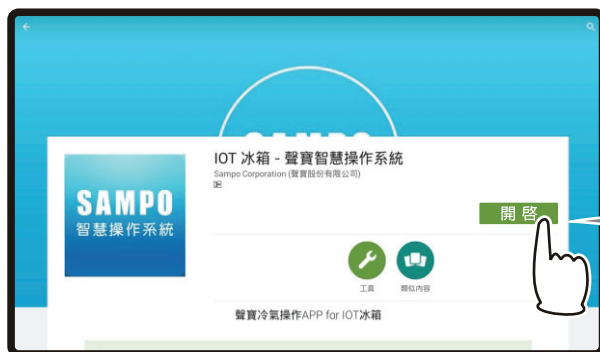 SAMPO
IOT 冰箱 - 聲寶智慧操作系統
Sampo Corporation (聲寶股份有限公司)
SAMPO
智慧操作系統
開啓
工具
類似內容
聲寶冷氣操作APP for IOT冰箱